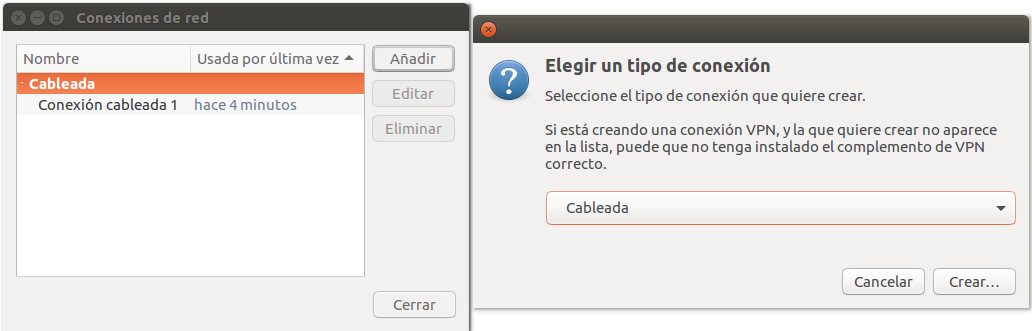 Conexiones de red
Nombre Usada por última vez
Cableada
Conexión cableada 1 hace 4 minutos
Añadir
Editar
Eliminar
Cerrar
Elegir un tipo de conexión
Seleccione el tipo de conexión que quiere crear.
Si está creando una conexión VPN, y la que quiere crear no aparece
en la lista, puede que no tenga instalado el complemento de VPN
correcto.
Cableada
Cancelar Crear...